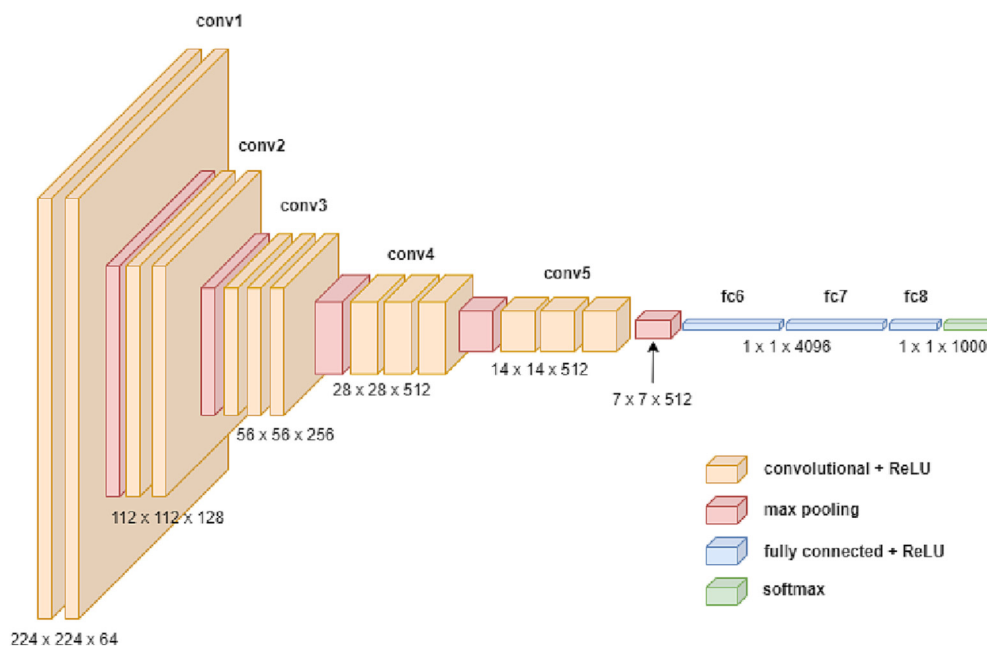 conv1
conv2
conv3
conv4
conv5
fc6
fc7
fc8
1 x 1 x 4096
1 x 1 x 1000
14 x 14 x 512
28 x 28 x 512
7 x 7 x 512
56 x 56 x 256
112 x 112 x 128
224 x 224 x 64
convolutional + ReLU
max pooling
fully connected + ReLU
softmax